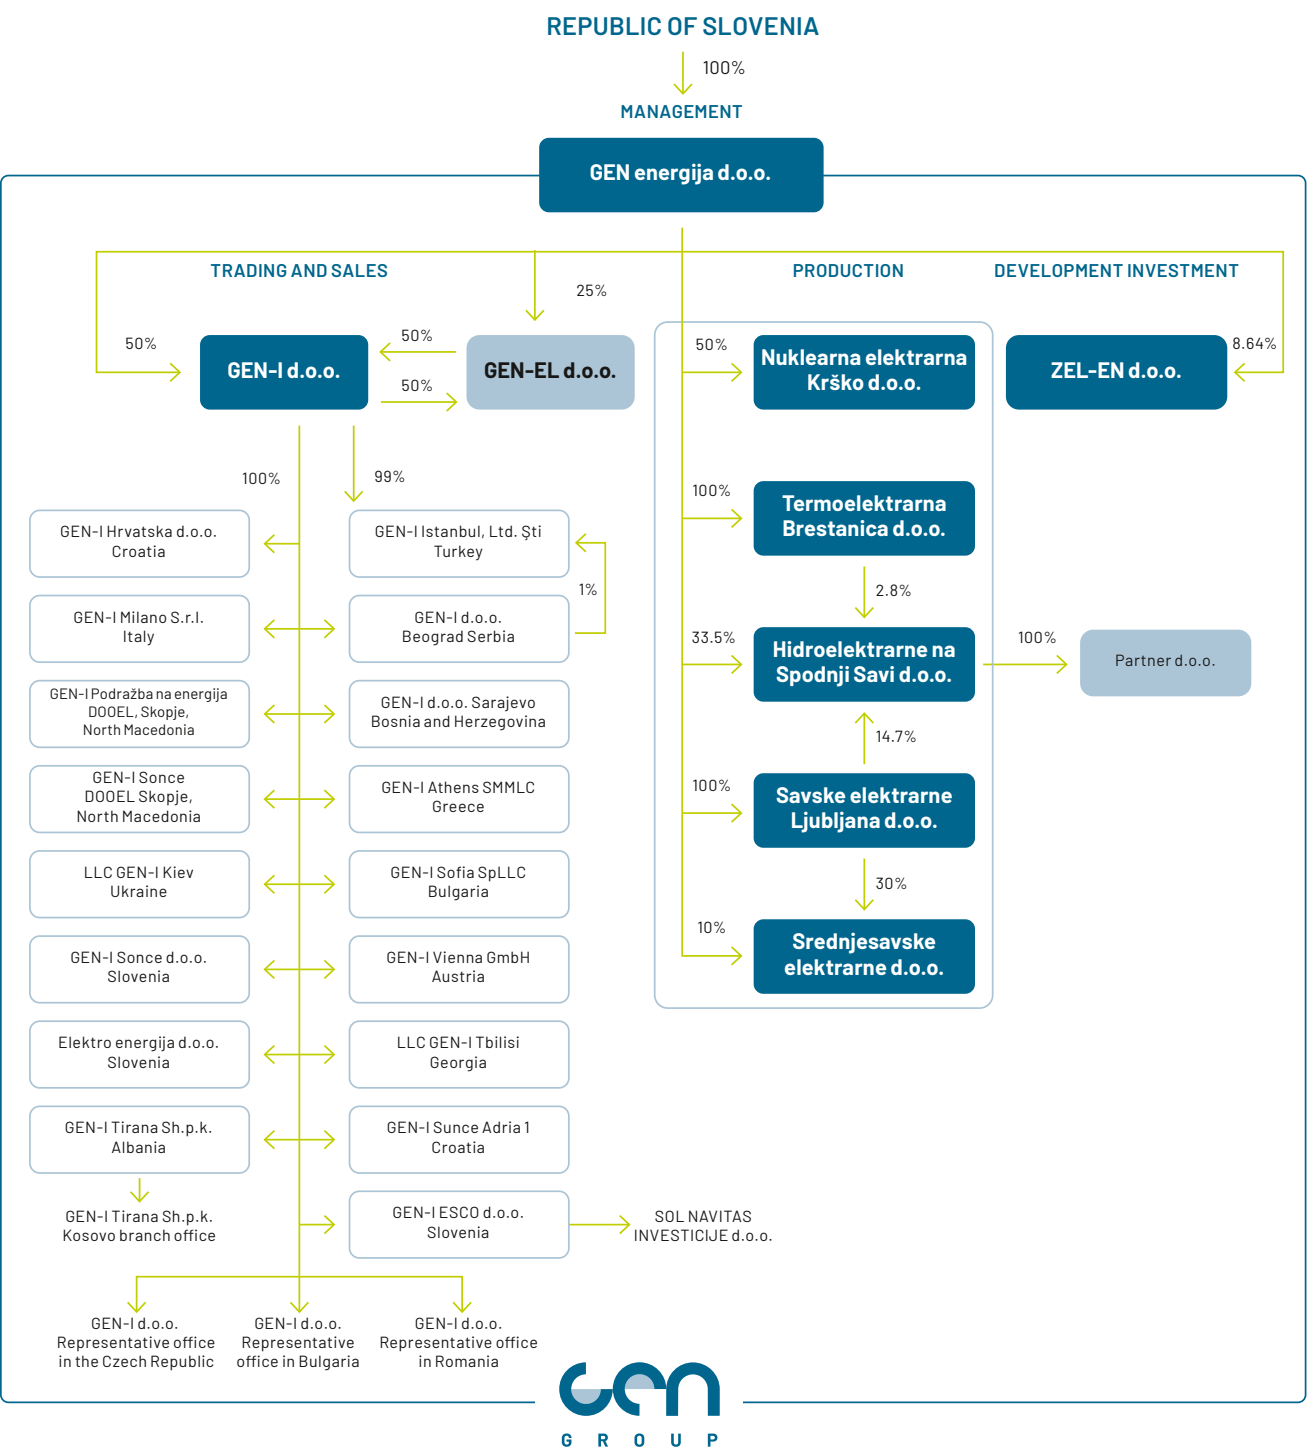 REPUBLIC OF SLOVENIA
100%
MANAGEMENT
GEN energija d.o.o.
TRADING AND SALES
PRODUCTION
DEVELOPMENT INVESTMENT
25%
50%
GEN-I d.o.o.
50%
50%
GEN-EL d.o.o.
50%
Nuklearna elektrarna
Krško d.o.o.
ZEL-EN d.o.o.
8.64%
100%
99%
GEN-I Hrvatska d.o.o.
Croatia
GEN-I Istanbul, Ltd. Şti
Turkey
1%
GEN-I Milano S.r.l.
Italy
GEN-I d.o.o.
Beograd Serbia
GEN-I Podražba na energija
DOOEL, Skopje,
North Macedonia
GEN-I d.o.o. Sarajevo
Bosnia and Herzegovina
GEN-I Sonce
DOOEL Skopje,
North Macedonia
GEN-I Athens SMMLC
Greece
LLC GEN-I Kiev
Ukraine
GEN-I Sofia SpLLC
Bulgaria
GEN-I Sonce d.o.o.
Slovenia
GEN-I Vienna GmbH
Austria
Elektro energija d.o.o.
Slovenia
LLC GEN-I Tbilisi
Georgia
GEN-I Tirana Sh.p.k.
Albania
GEN-I Sunce Adria 1
Croatia
GEN-I Tirana Sh.p.k.
Kosovo branch office
GEN-I ESCO d.o.o.
Slovenia
SOL NAVITAS
INVESTICIJE d.o.o.
GEN-I d.o.o.
Representative office
in the Czech Republic
GEN-I d.o.o.
Representative
office in Bulgaria
GEN-I d.o.o.
Representative office
in Romania
100%
Termoelektrarna
Brestanica d.o.o.
2.8%
33.5%
Hidroelektrarne na
Spodnji Savi d.o.o.
100%
Partner d.o.o.
14.7%
100%
Savske elektrarne
Ljubljana d.o.o.
30%
10%
Srednjesavske
elektrarne d.o.o.
gen
GROUP